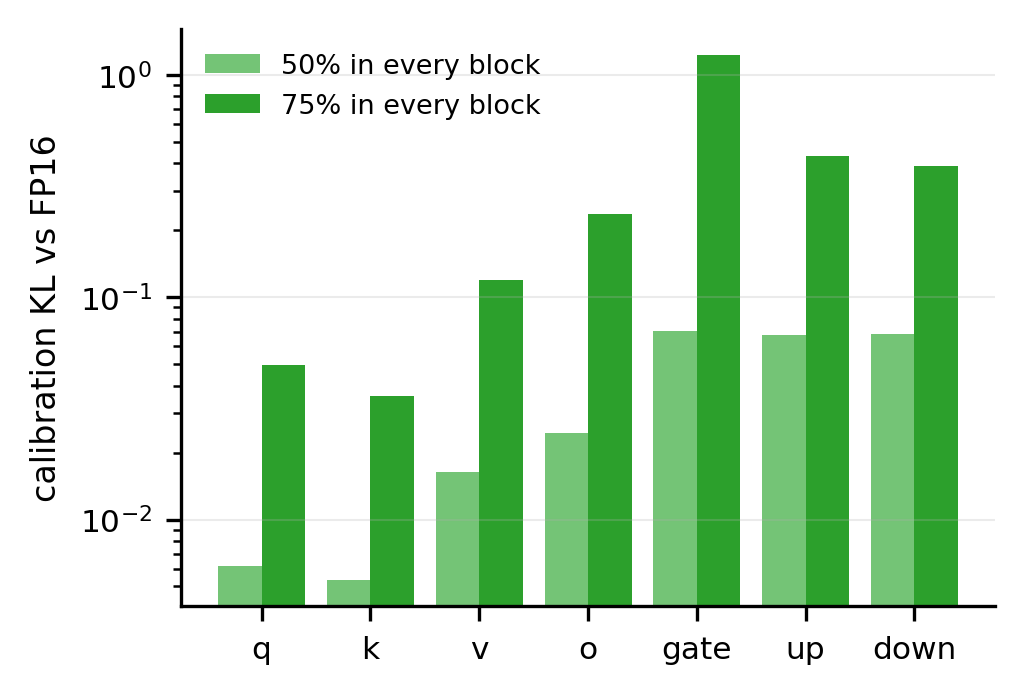 50% in every block
75% in every block
calibration KL vs FP16
10⁰
10⁻¹
10⁻²
q k v o gate up down